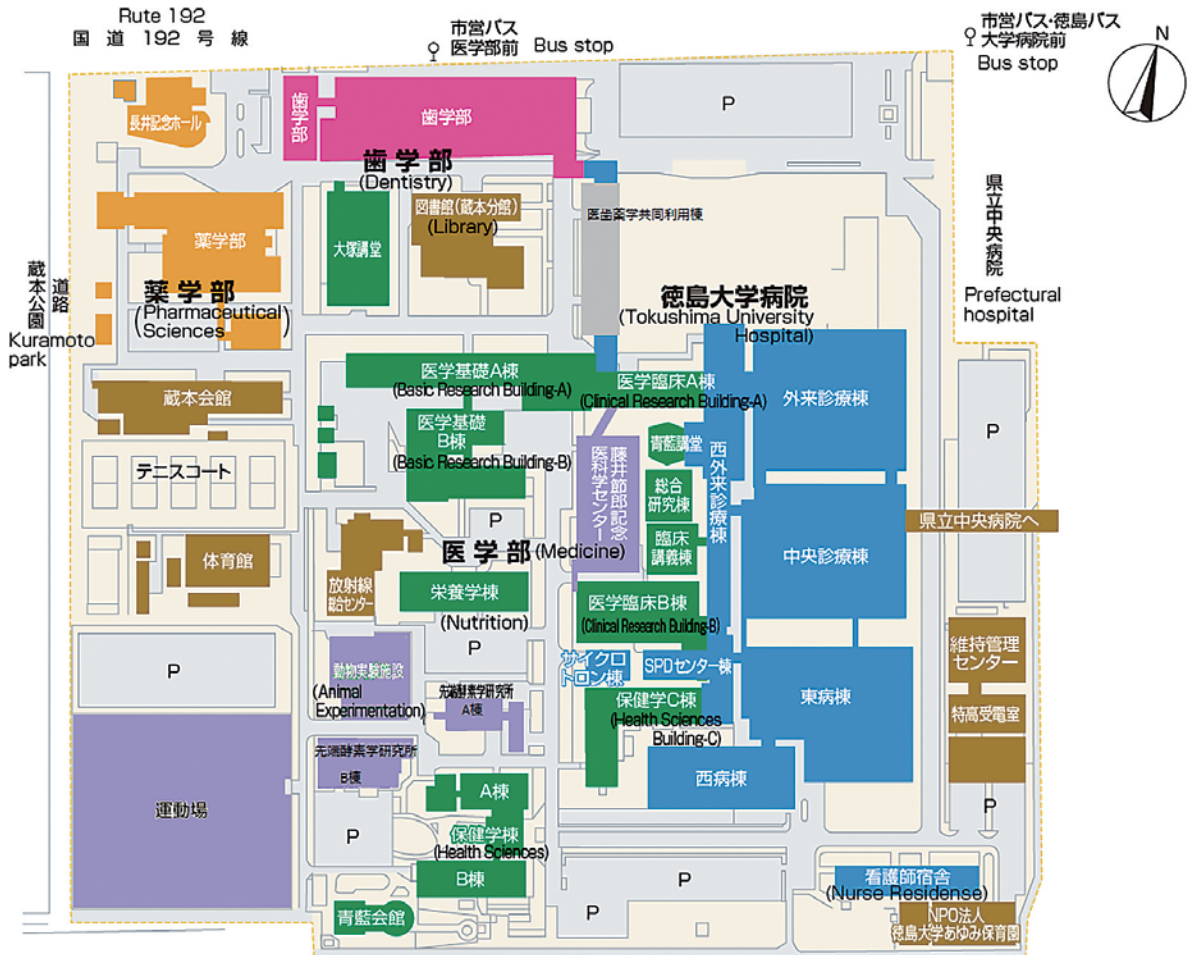 Rute 192
国道192号線
市営バス
医学部前 Bus stop
市営バス・徳島バス
大学病院前
Bus stop
N
長井記念ホール
歯学部
歯学部
P
歯学部
(Dentistry)
図書館(蔵本分館)
(Library)
大塚講堂
医歯薬学共同利用棟
県立中央病院
Prefectural
hospital
薬学部
薬学部
(Pharmaceutical
Sciences)
蔵本公園
道路
Kuramoto
park
徳島大学病院
(Tokushima University
Hospital)
医学基礎A棟
(Basic Research Building-A)
医学臨床A棟
(Clinical Research Building-A)
外来診療棟
蔵本会館
医学基礎
B棟
(Basic Research Building-B)
青藍講堂
西外来診療棟
P
テニスコート
藤井節郎記念
医科学センター
総合
研究棟
臨床
講義棟
県立中央病院へ
P
医学部(Medicine)
中央診療棟
体育館
放射線
総合センター
栄養学棟
(Nutrition)
医学臨床B棟
(Clinical Research Building-B)
維持管理
センター
P
P
動物実験施設
(Animal
Experimentation)
サイクロ
トロン棟
SPDセンター棟
先端酵素学研究所
A棟
保健学C棟
(Health Sciences
Building-C)
東病棟
特高受電室
先端酵素学研究所
B棟
西病棟
運動場
A棟
P
P
保健学棟
(Health Sciences)
B棟
P
P
看護師宿舎
(Nurse Residense)
青藍会館
NPO法人
徳島大学あゆみ保育園